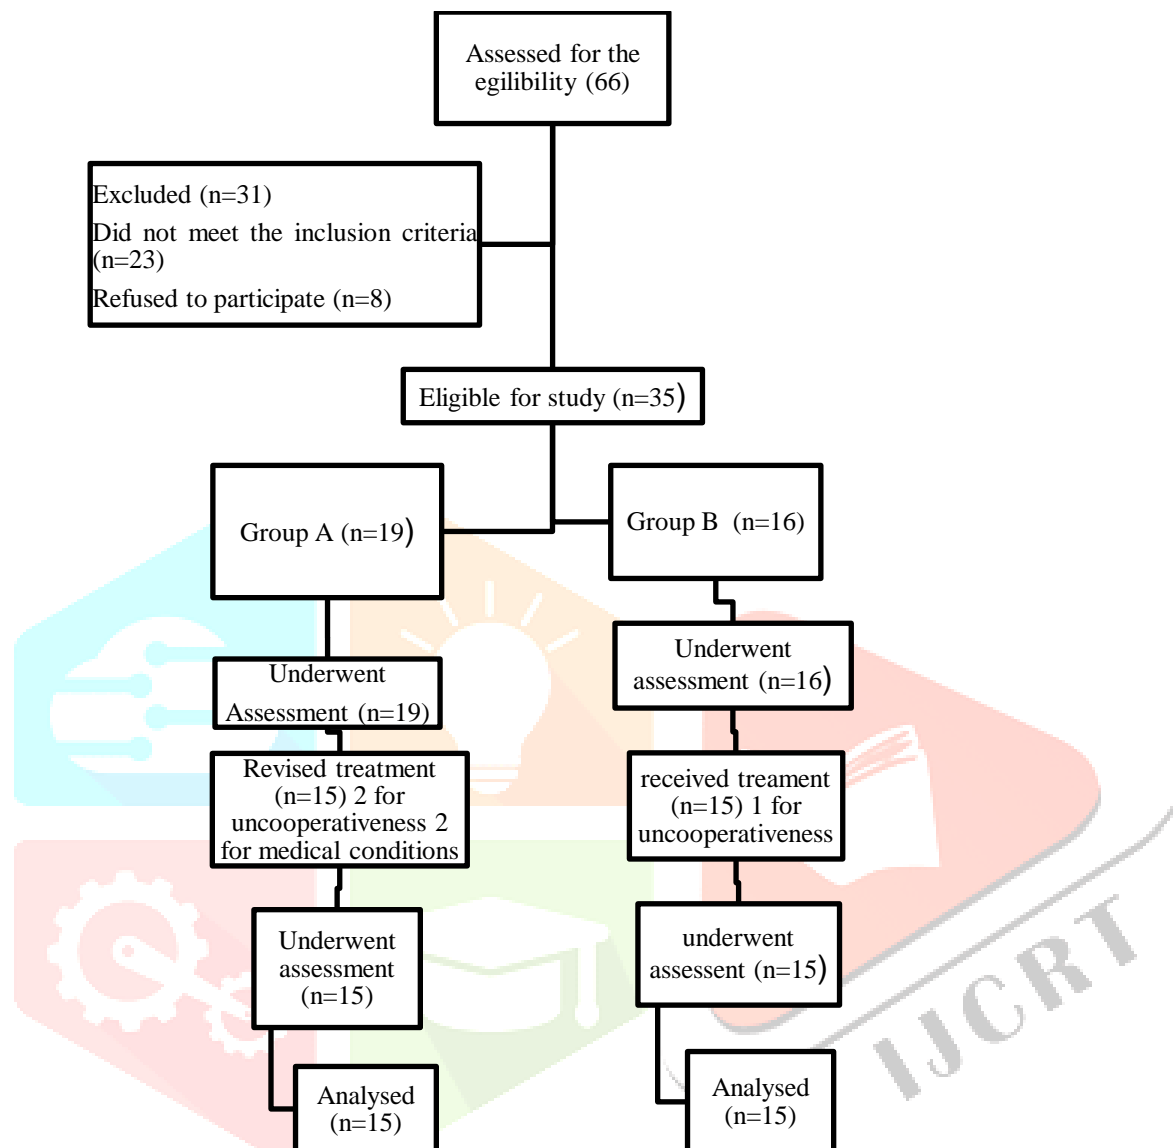 Assessed for the
egilibility (66)
Excluded (n=31)
Did not meet the inclusion criteria
(n=23)
Refused to participate (n=8)
Eligible for study (n=35)
Group A (n=19)
Group B (n=16)
Underwent
Assessment (n=19)
Underwent
assessment (n=16)
Revised treatment
(n=15) 2 for
uncooperativeness 2
for medical conditions
received treament
(n=15) 1 for
uncooperativeness
Underwent
assessment
(n=15)
underwent
assessent (n=15)
Analysed
(n=15)
Analysed
(n=15)
IJCRT